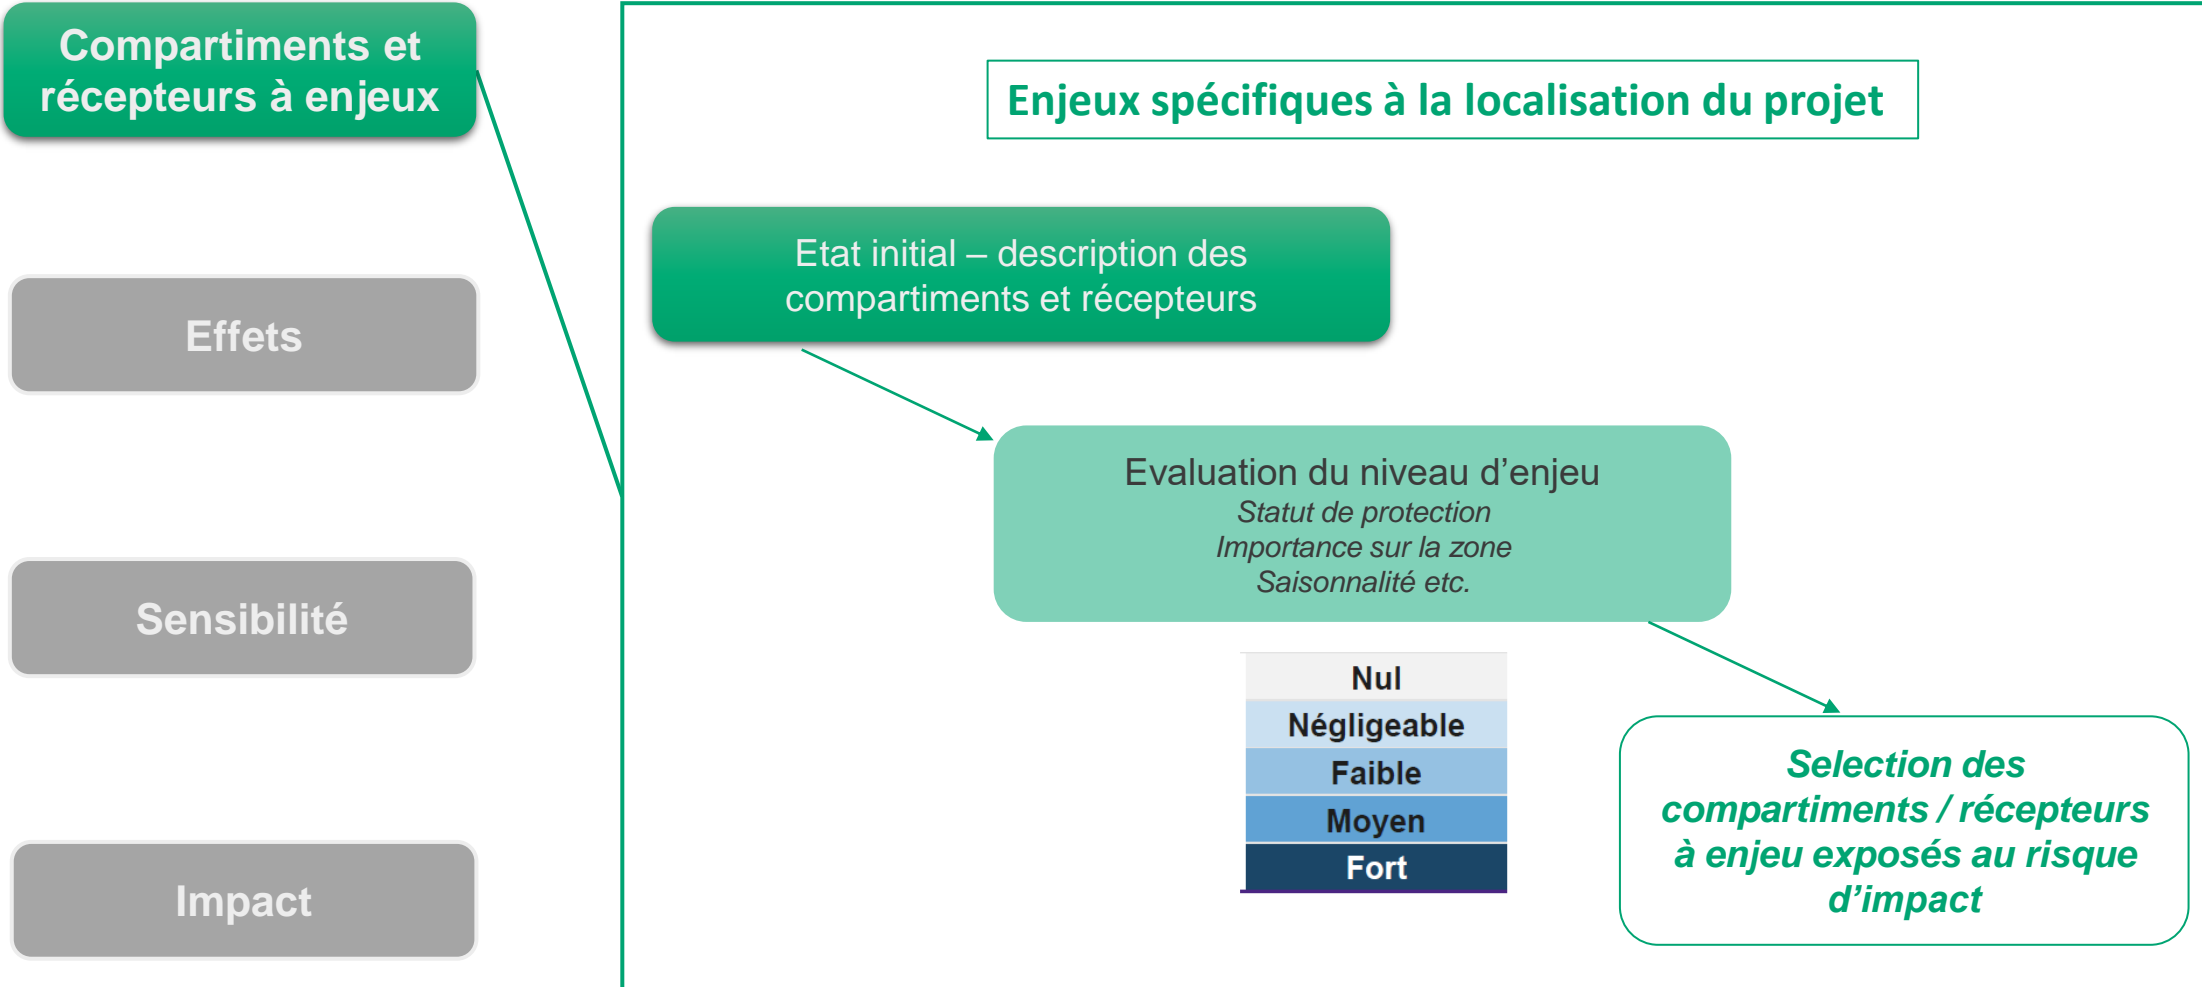 Compartiments et
récepteurs à enjeux
Effets
Sensibilité
Impact
Enjeux spécifiques à la localisation du projet
Etat initial – description des
compartiments et récepteurs
Evaluation du niveau d’enjeu
Statut de protection
Importance sur la zone
Saisonnalité etc.
Nul
Négligeable
Faible
Moyen
Fort
Selection des
compartiments / récepteurs
à enjeu exposés au risque
d’impact